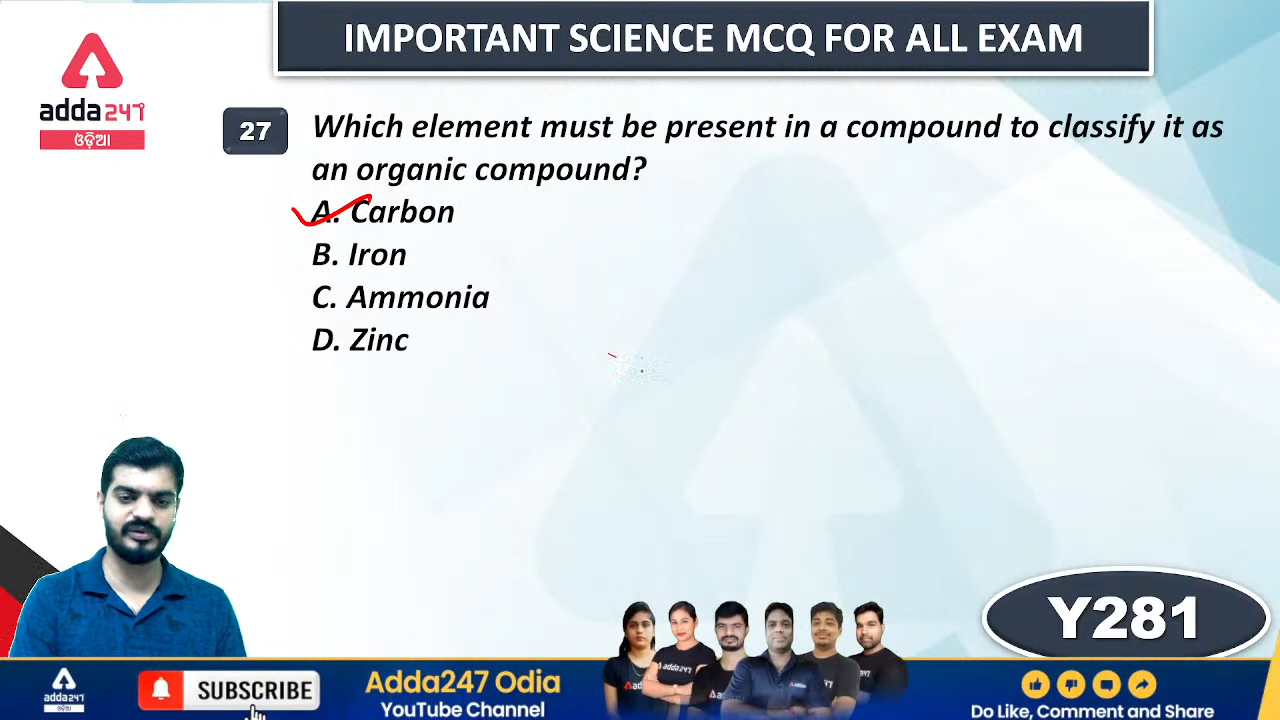 IMPORTANT SCIENCE MCQ FOR ALL EXAM
adda247
ଓଡ଼ିଆ
27
Which element must be present in a compound to classify it as
an organic compound?
A. Carbon
B. Iron
C. Ammonia
D. Zinc
Y281
adda247
ଓଡ଼ିଆ
SUBSCRIBE
Adda247 Odia
YouTube Channel
adda247
Do Like, Comment and Share